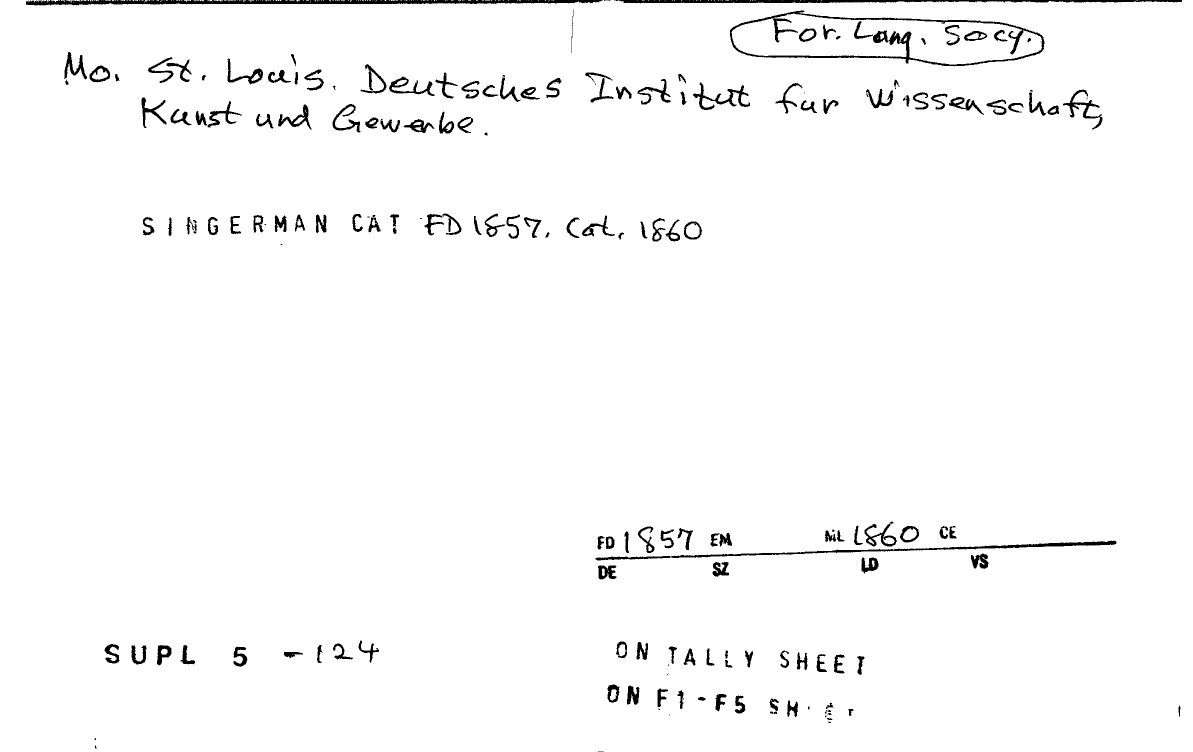 For. Lang. Socy.
Mo. St. Louis. Deutsches Institut fur Wissenschaft,
Kunst und Gewerbe.
SINGERMAN CAT FD 1857. Cat. 1860
FD 1857 EM ML 1860 CE
DE SZ LD VS
SUPL 5 -124
ON TALLY SHEET
ON F1-F5